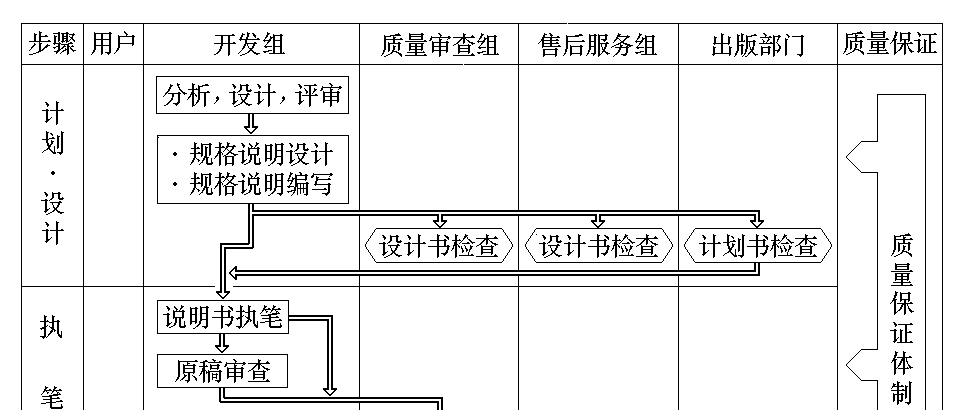 步骤 用户 开发组 质量审查组 售后服务组 出版部门 质量保证
计划·设计
分析，设计，评审
·规格说明设计
·规格说明编写
设计书检查 设计书检查 计划书检查
质量保证体制
执笔
说明书执笔
原稿审查